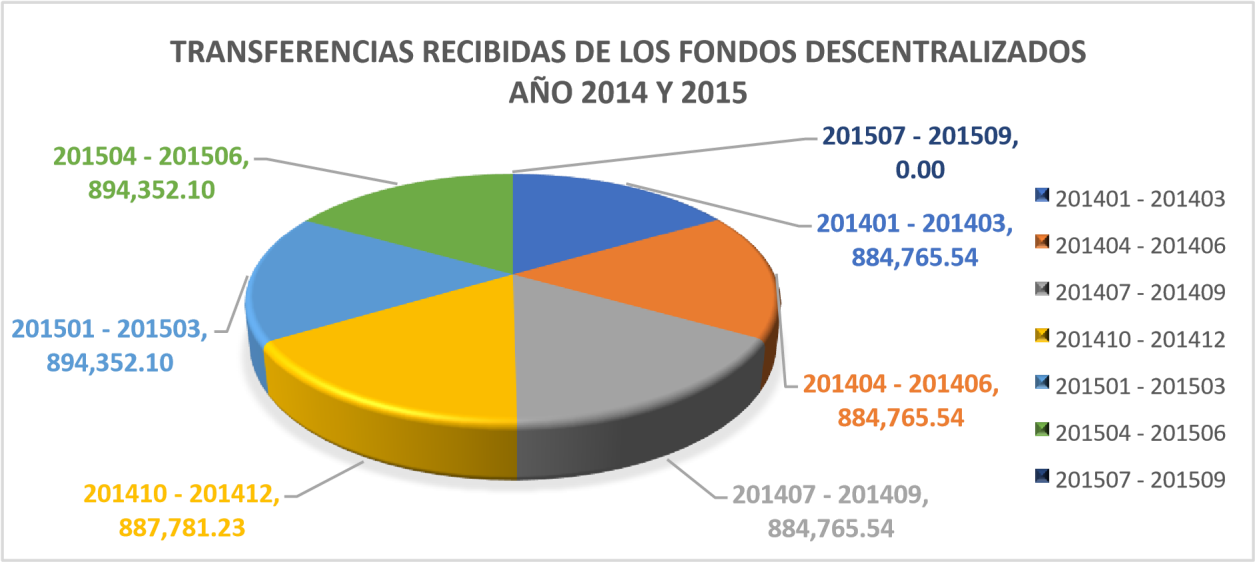 TRANSFERENCIAS RECIBIDAS DE LOS FONDOS DESCENTRALIZADOS
AÑO 2014 Y 2015
201507 - 201509,
0.00
201504 - 201506,
894,352.10
201401 - 201403,
884,765.54
201501 - 201503,
894,352.10
201404 - 201406,
884,765.54
201410 - 201412,
887,781.23
201407 - 201409,
884,765.54
201401 - 201403
201404 - 201406
201407 - 201409
201410 - 201412
201501 - 201503
201504 - 201506
201507 - 201509